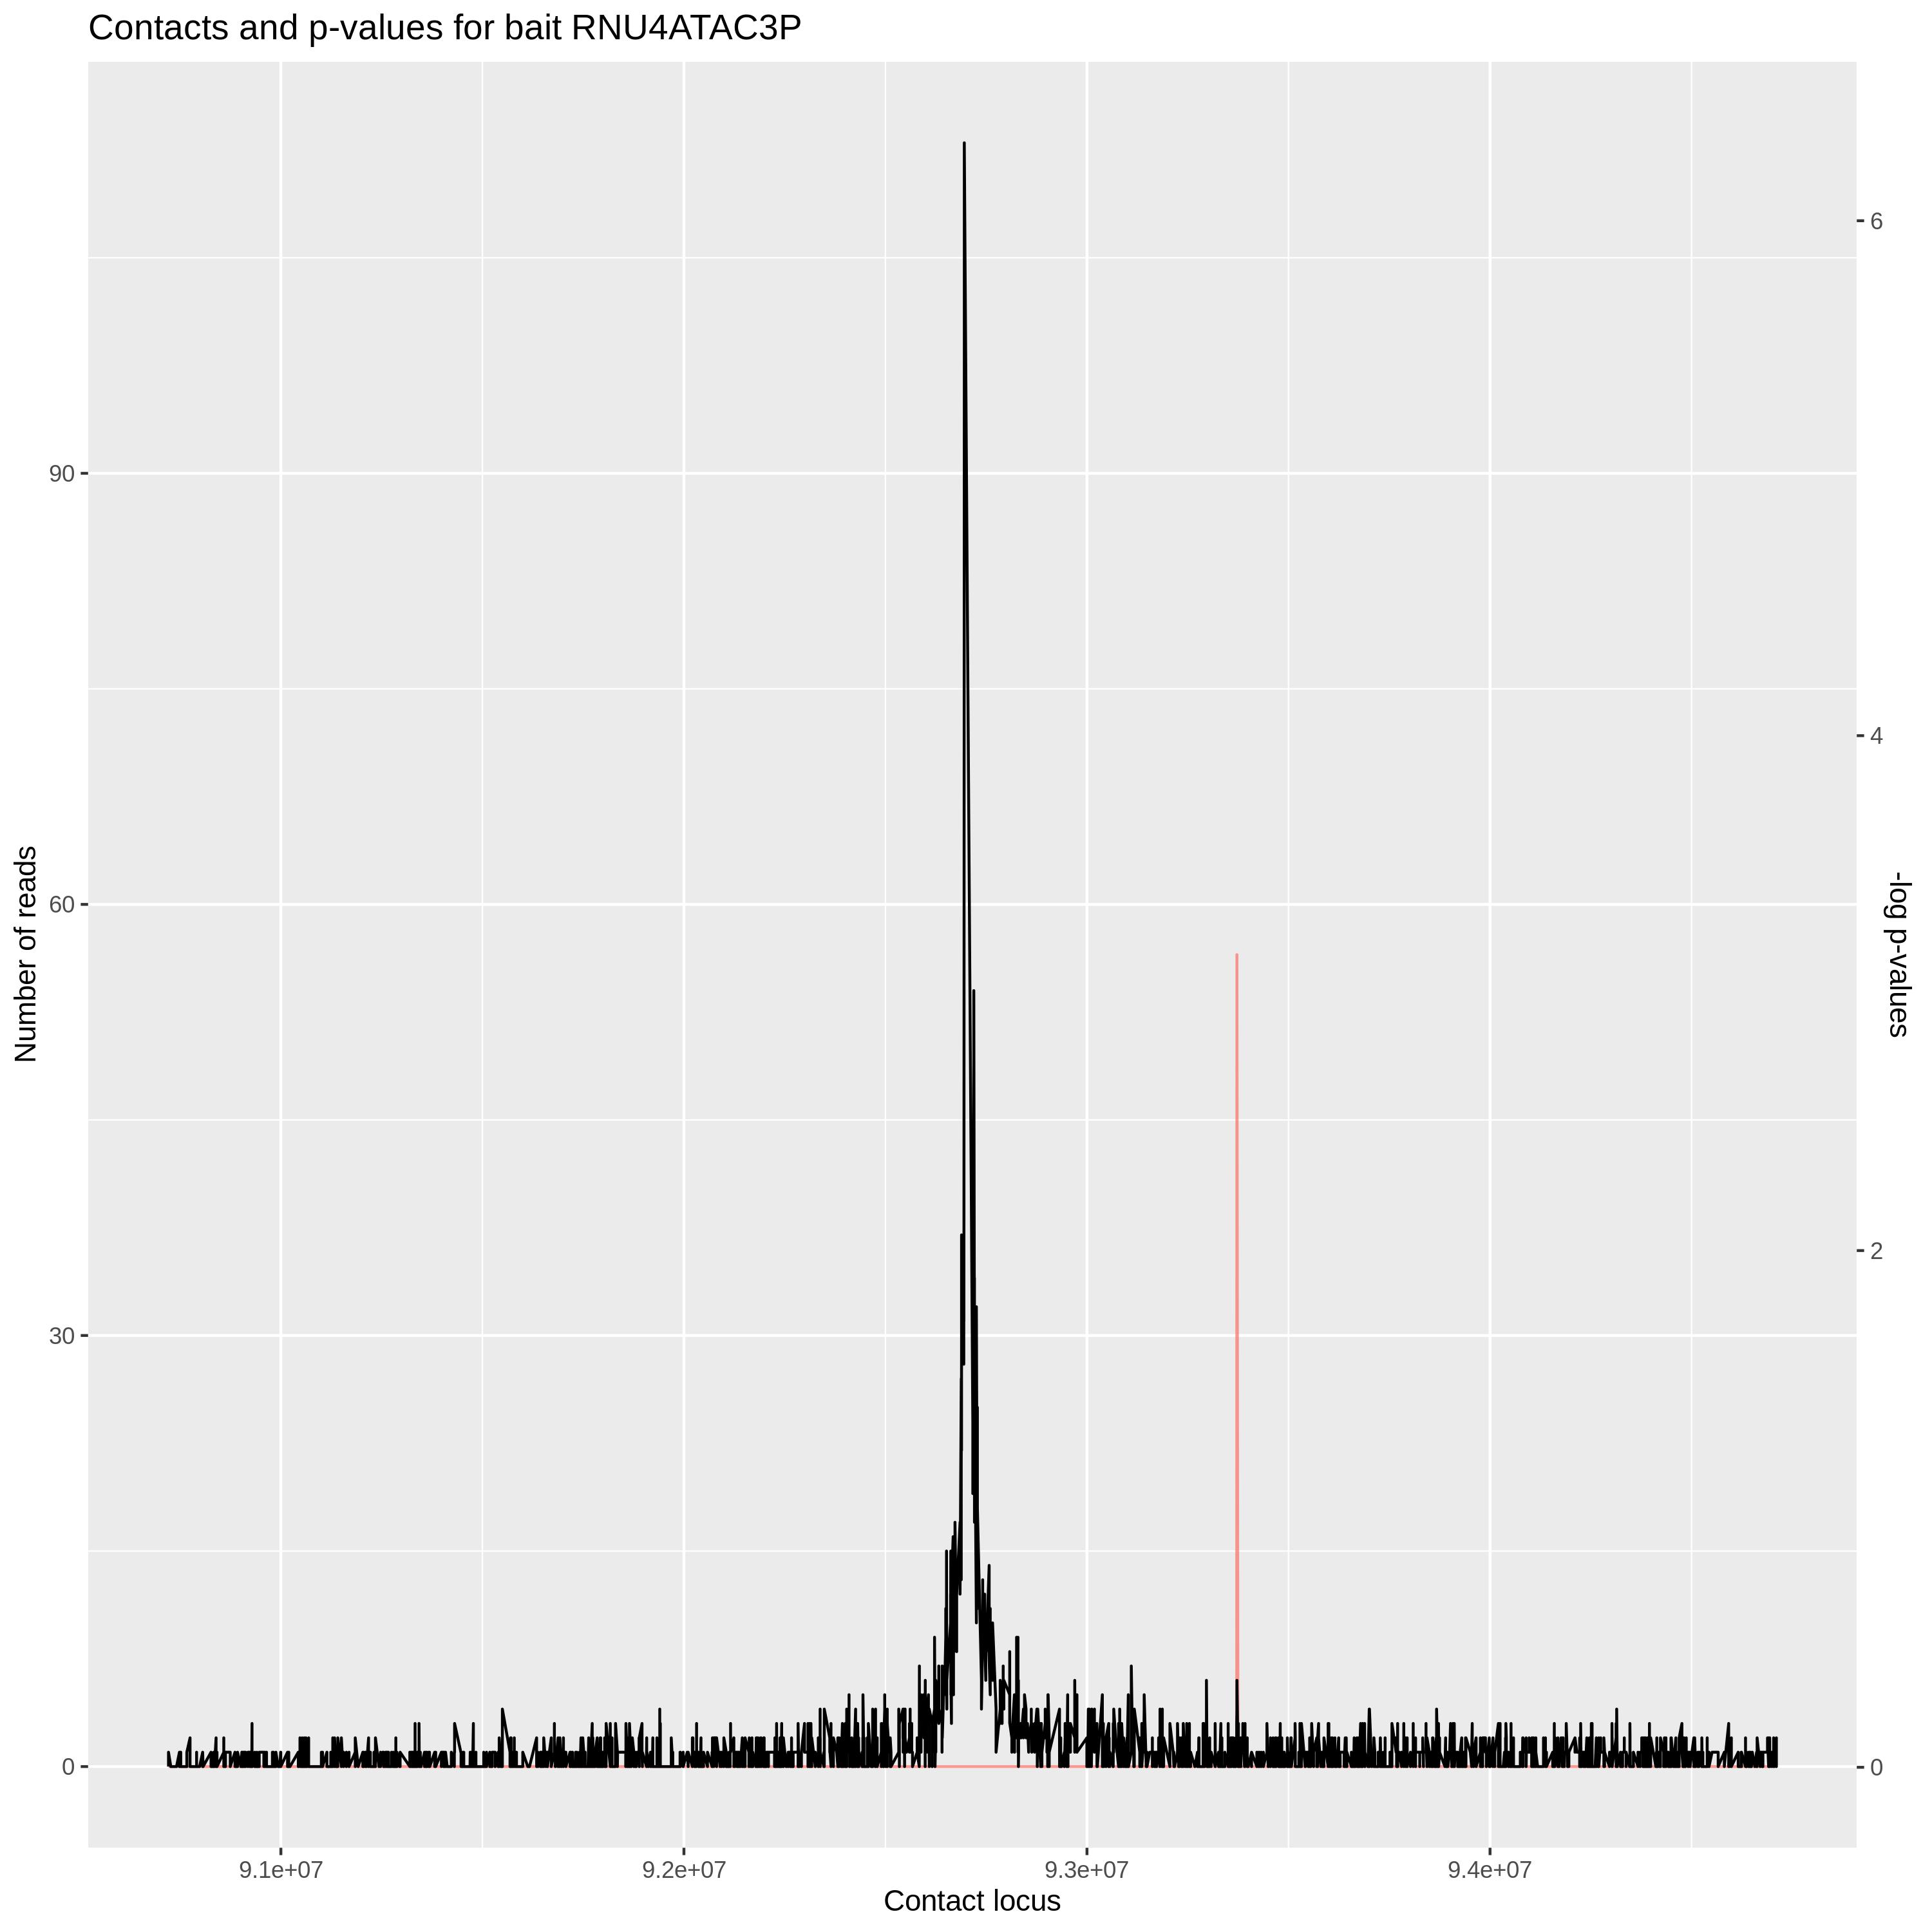 Contacts and p-values for bait RNU4ATAC3P
Number of reads
90
60
30
0
6
4
2
0
-log p-values
9.1e+07
9.2e+07
9.3e+07
9.4e+07
Contact locus